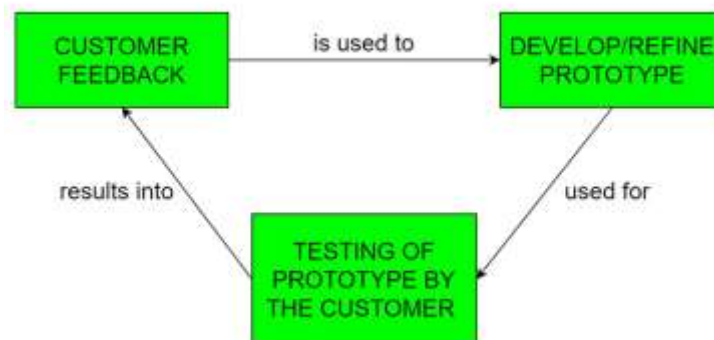 CUSTOMER
FEEDBACK
is used to
DEVELOP/REFINE
PROTOTYPE
results into
used for
TESTING OF
PROTOTYPE BY
THE CUSTOMER